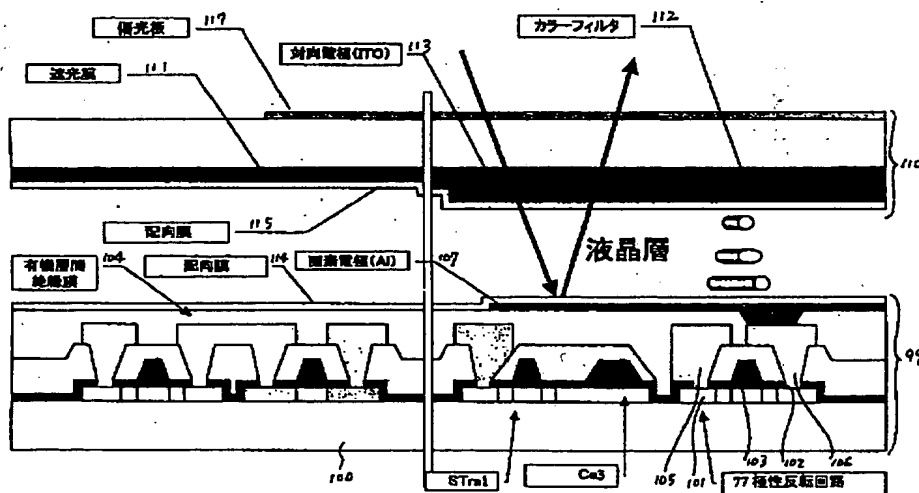 117
偏光板
112
カラーフィルタ
対向電極(ITO)
113
遮光膜
111
110
配向膜
115
液晶層
有機層間
絶縁膜
104
配向膜
114
画素電極(Al)
107
99
100
STra1
Ca3
105
101
103
102
106
77極性反転回路